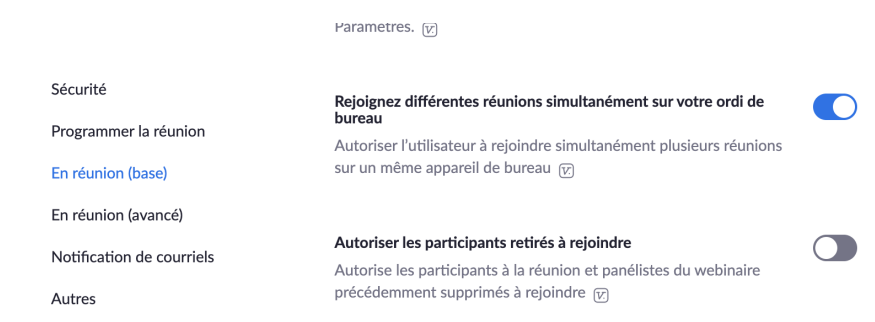 Paramètres.
Sécurité
Programmer la réunion
En réunion (base)
En réunion (avancé)
Notification de courriels
Autres
Rejoignez différentes réunions simultanément sur votre ordi de
bureau
Autoriser l'utilisateur à rejoindre simultanément plusieurs réunions
sur un même appareil de bureau
Autoriser les participants retirés à rejoindre
Autorise les participants à la réunion et panélistes du webinaire
précédemment supprimés à rejoindre